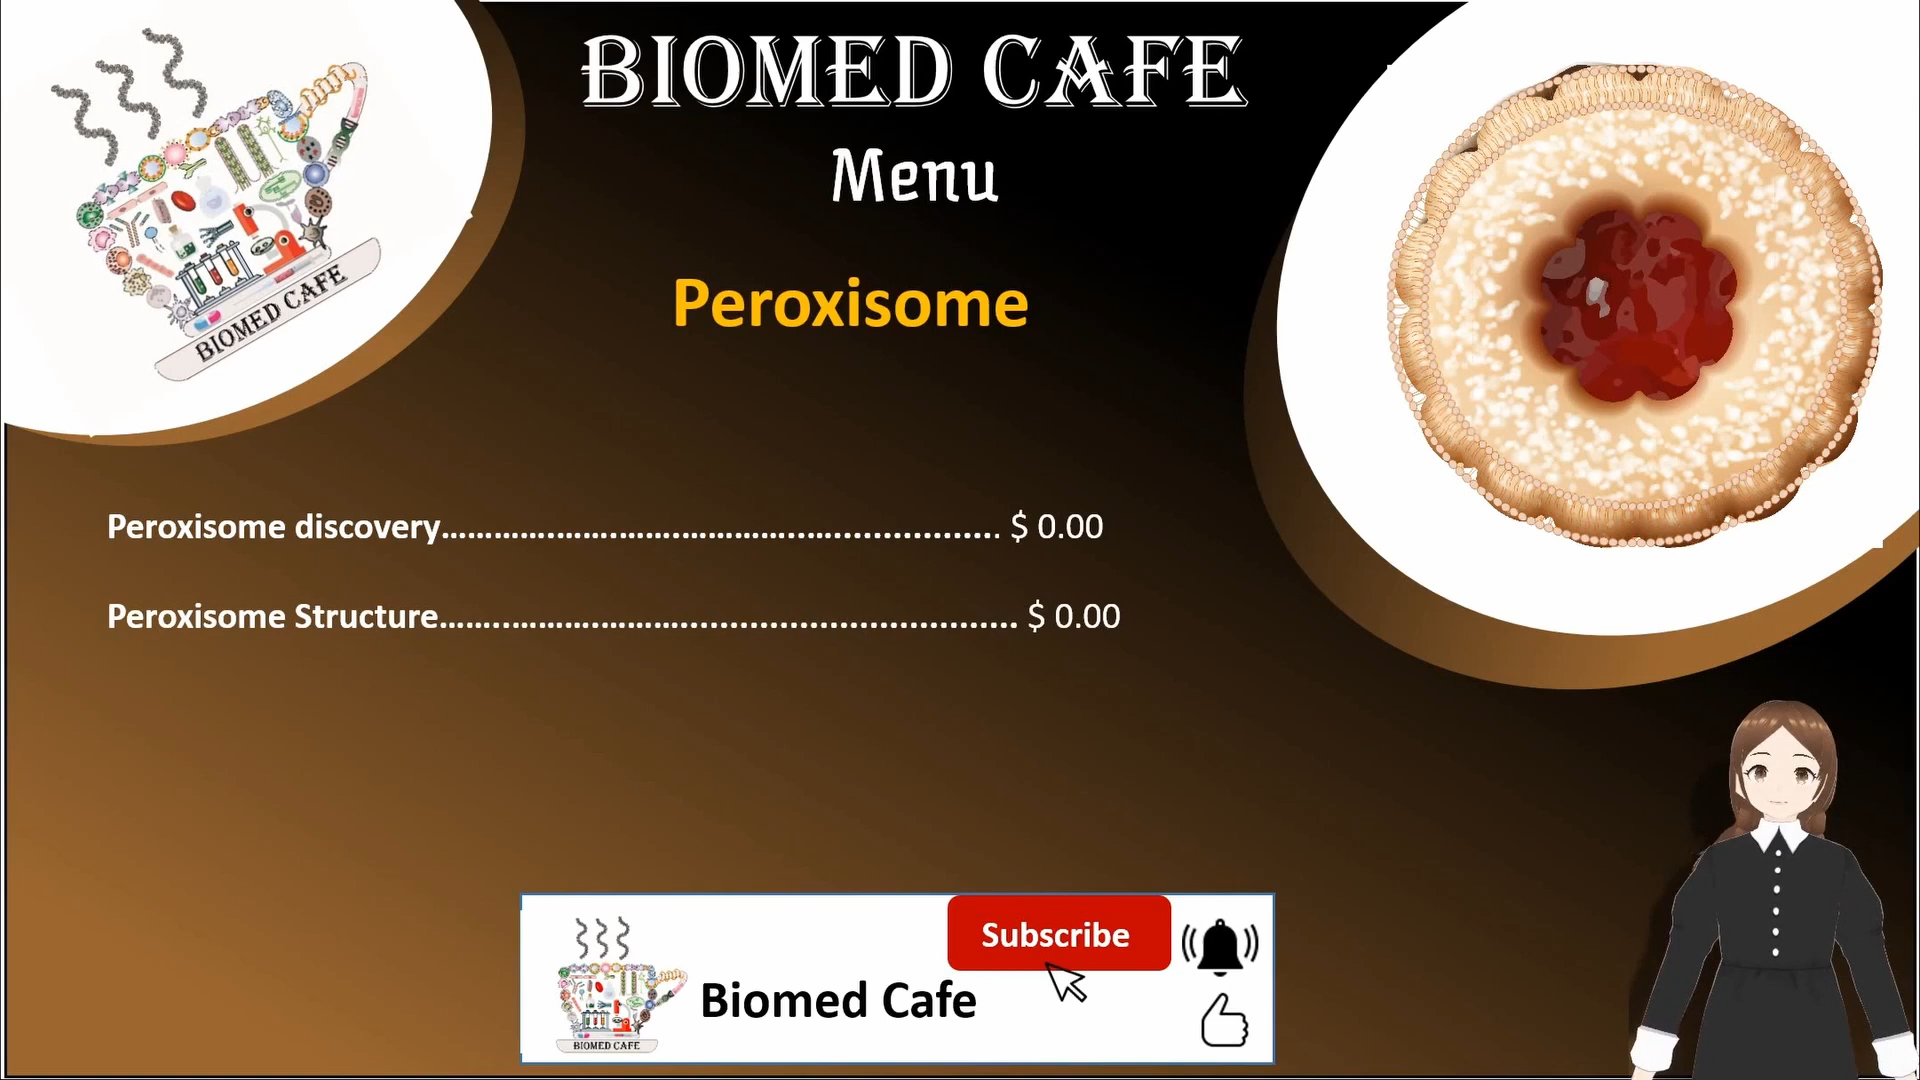 BIOMED CAFE
Menu
Peroxisome
BIOMED CAFE
Peroxisome discovery........................................................ $ 0.00
Peroxisome Structure........................................................ $ 0.00
Subscribe
Biomed Cafe
BIOMED CAFE